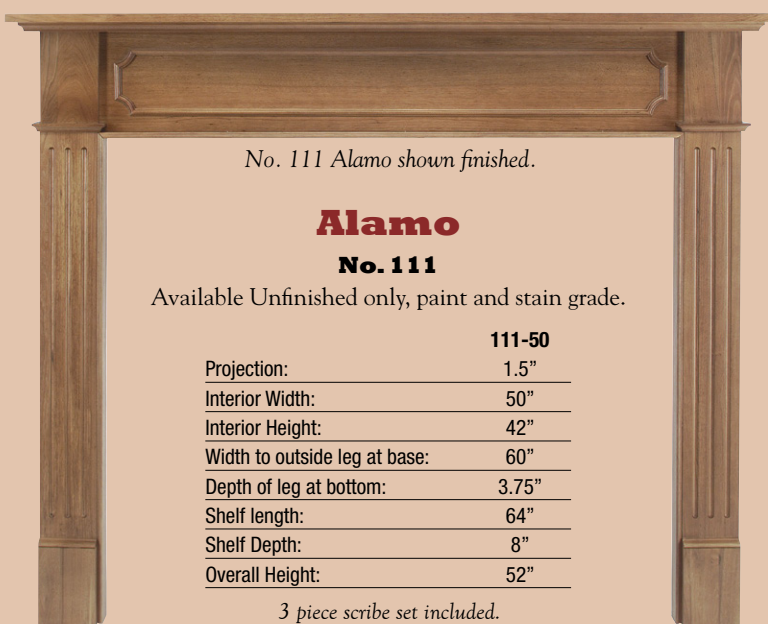 No. 111 Alamo shown finished.
Alamo
No. 111
Available Unfinished only, paint and stain grade.
111-50
Projection: 1.5”
Interior Width: 50”
Interior Height: 42”
Width to outside leg at base: 60”
Depth of leg at bottom: 3.75”
Shelf length: 64”
Shelf Depth: 8”
Overall Height: 52”
3 piece scribe set included.